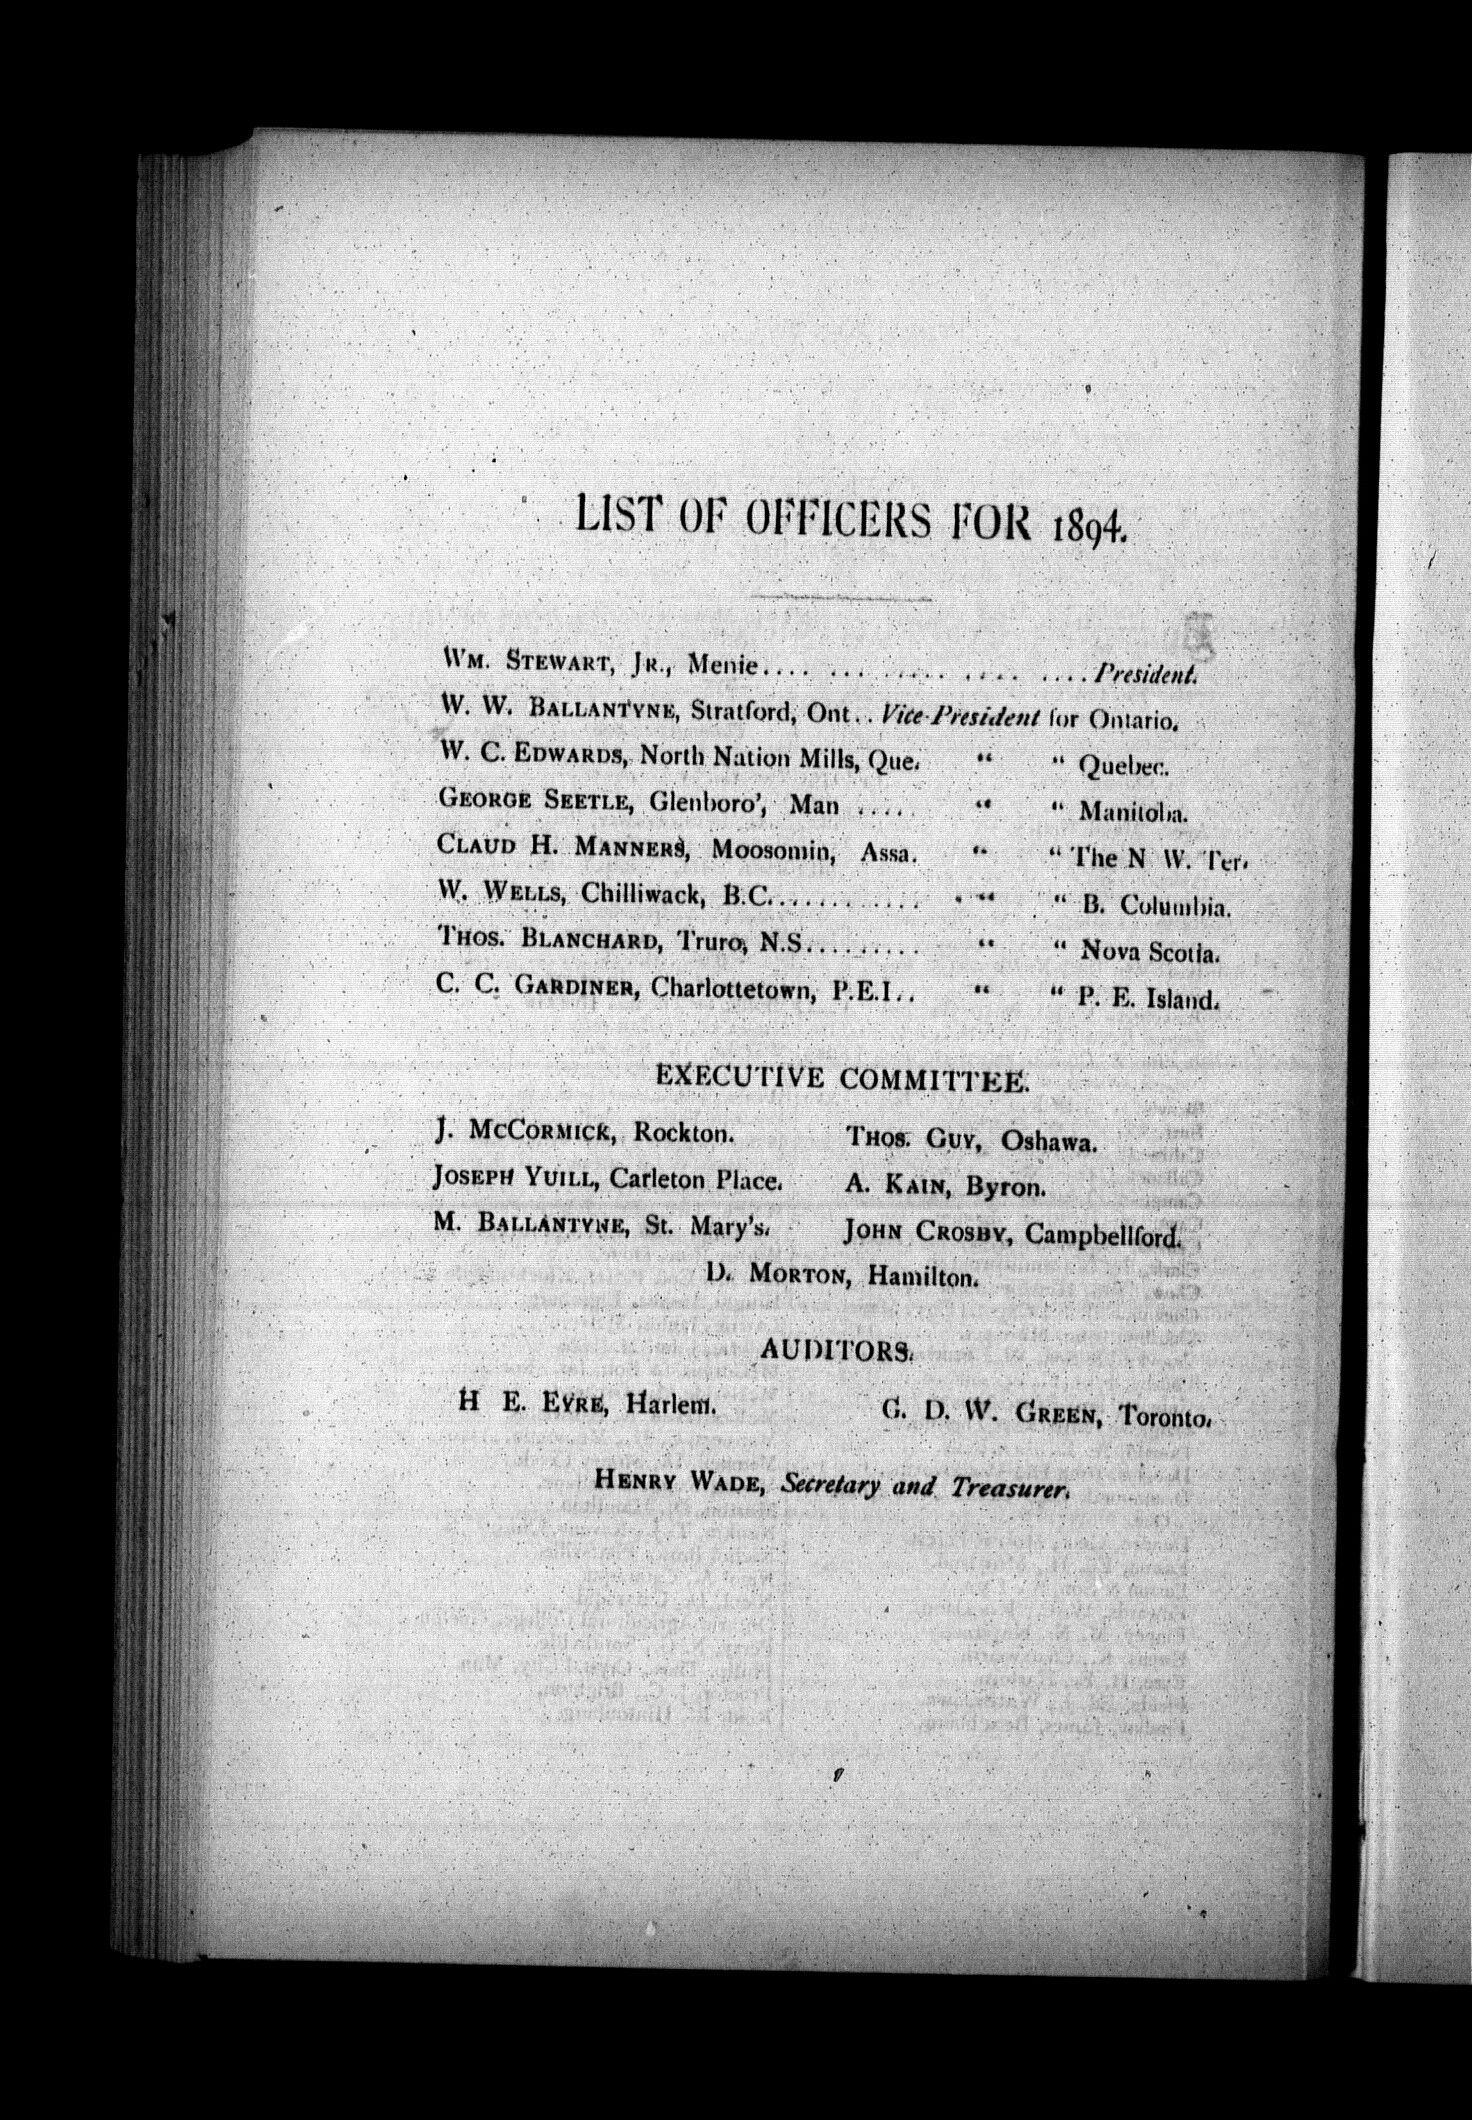 LIST OF OFFICERS FOR 1894.
WM. STEWART, JR., Menie.... ... ..... .... ....President.
W. W. BALLANTYNE, Stratford, Ont.. Vice-President for Ontario.
W. C. EDWARDS, North Nation Mills, Que. “ “ Quebec.
GEORGE SEETLE, Glenboro’, Man .... “ “ Manitoba.
CLAUD H. MANNERS, Moosomin, Assa. “ “ The N W. Ter.
W. WELLS, Chilliwack, B.C............ “ “ B. Columbia.
THOS. BLANCHARD, Truro, N.S......... “ “ Nova Scotia.
C. C. GARDINER, Charlottetown, P.E.I.. “ “ P. E. Island.
EXECUTIVE COMMITTEE.
J. MCCORMICK, Rockton. THOS. GUY, Oshawa.
JOSEPH YUILL, Carleton Place. A. KAIN, Byron.
M. BALLANTYNE, St. Mary’s. JOHN CROSBY, Campbellford.
D. MORTON, Hamilton.
AUDITORS.
H E. EYRE, Harlem. G. D. W. GREEN, Toronto.
HENRY WADE, Secretary and Treasurer.